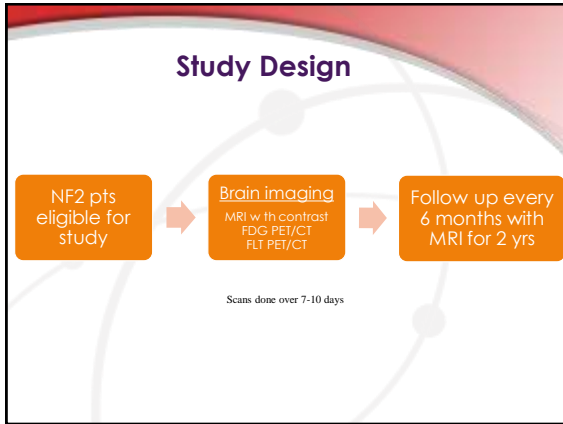 Study Design
NF2 pts
eligible for
study
Brain imaging
MRI w th contrast
FDG PET/CT
FLT PET/CT
Follow up every
6 months with
MRI for 2 yrs
Scans done over 7-10 days